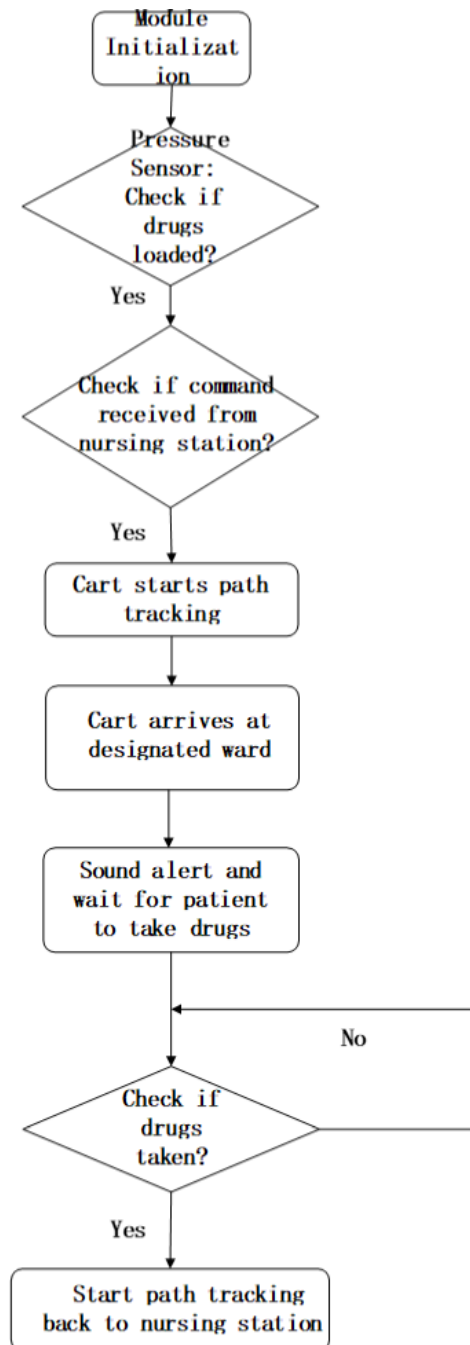 Module
Initializat
ion
Pressure
Sensor:
Check if
drugs
loaded?
Yes
Check if command
received from
nursing station?
Yes
Cart starts path
tracking
Cart arrives at
designated ward
Sound alert and
wait for patient
to take drugs
No
Check if
drugs
taken?
Yes
Start path tracking
back to nursing station